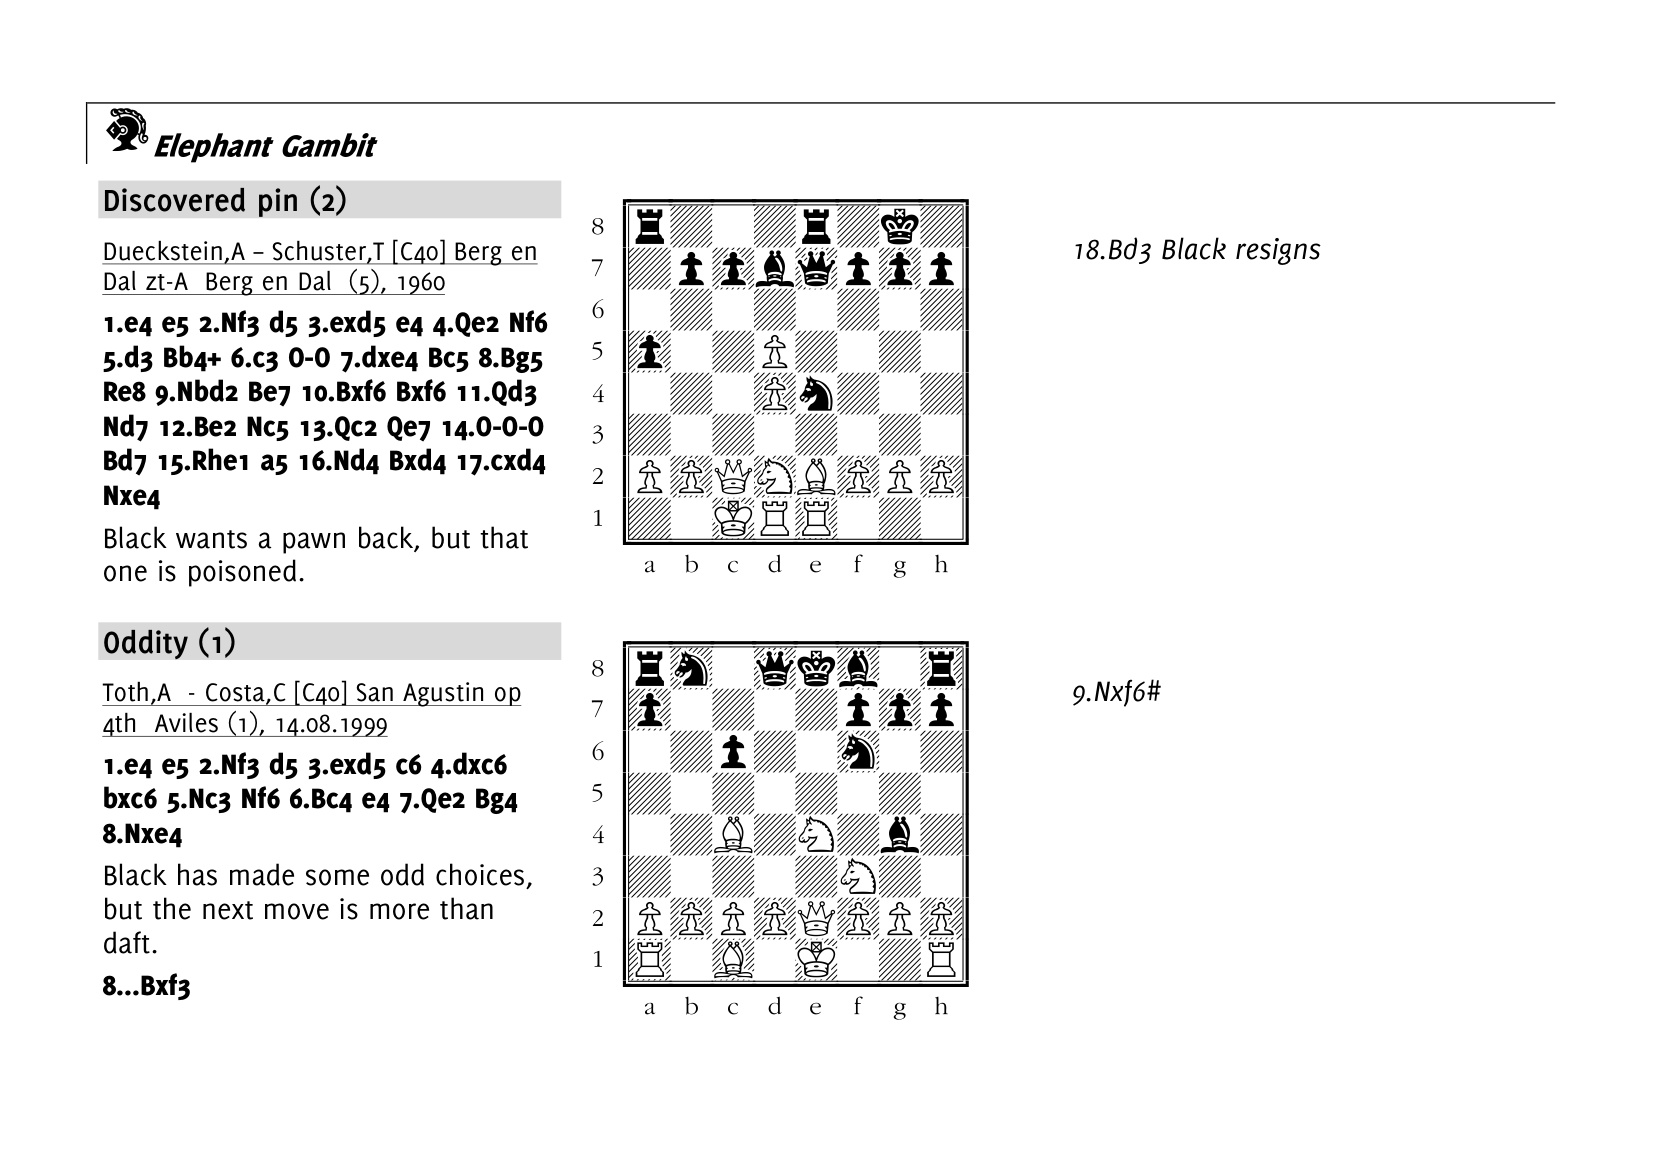 Elephant Gambit
Discovered pin (2)
Dueckstein,A – Schuster,T [C40] Berg en
Dal zt-A  Berg en Dal  (5), 1960
1.e4 e5 2.Nf3 d5 3.exd5 e4 4.Qe2 Nf6
5.d3 Bb4+ 6.c3 0-0 7.dxe4 Bc5 8.Bg5
Re8 9.Nbd2 Be7 10.Bxf6 Bxf6 11.Qd3
Nd7 12.Be2 Nc5 13.Qc2 Qe7 14.0-0-0
Bd7 15.Rhe1 a5 16.Nd4 Bxd4 17.cxd4
Nxe4
Black wants a pawn back, but that
one is poisoned.
8
7
6
5
4
3
2
1
a b c d e f g h
18.Bd3 Black resigns
Oddity (1)
Toth,A  - Costa,C [C40] San Agustin op
4th  Aviles (1), 14.08.1999
1.e4 e5 2.Nf3 d5 3.exd5 c6 4.dxc6
bxc6 5.Nc3 Nf6 6.Bc4 e4 7.Qe2 Bg4
8.Nxe4
Black has made some odd choices,
but the next move is more than
daft.
8...Bxf3
8
7
6
5
4
3
2
1
a b c d e f g h
9.Nxf6#